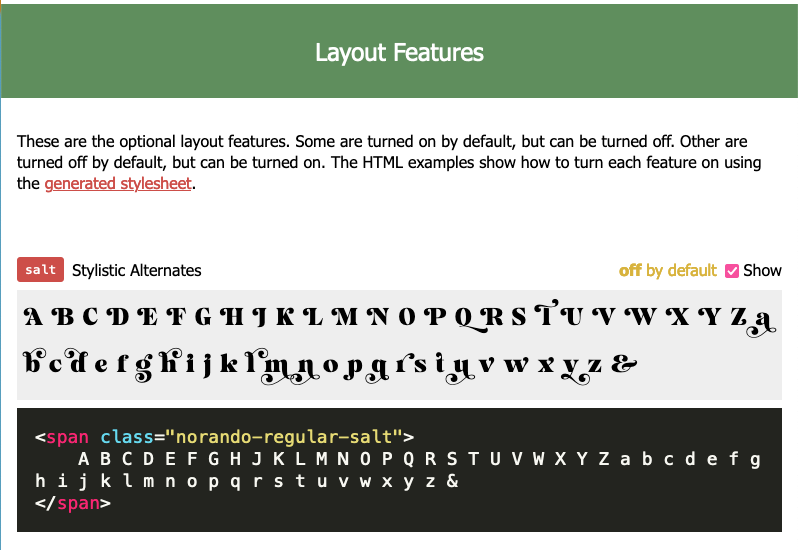 Layout Features
These are the optional layout features. Some are turned on by default, but can be turned off. Other are
turned off by default, but can be turned on. The HTML examples show how to turn each feature on using
the generated stylesheet.
salt Stylistic Alternates off by default Show
A B C D E F G H J K L M N O P Q R S T U V W X Y Z a
b c d e f g h i j k l m n o p q r s t u v w x y z &
<span class="norando-regular-salt">
A B C D E F G H J K L M N O P Q R S T U V W X Y Z a b c d e f g
h i j k l m n o p q r s t u v w x y z &
</span>